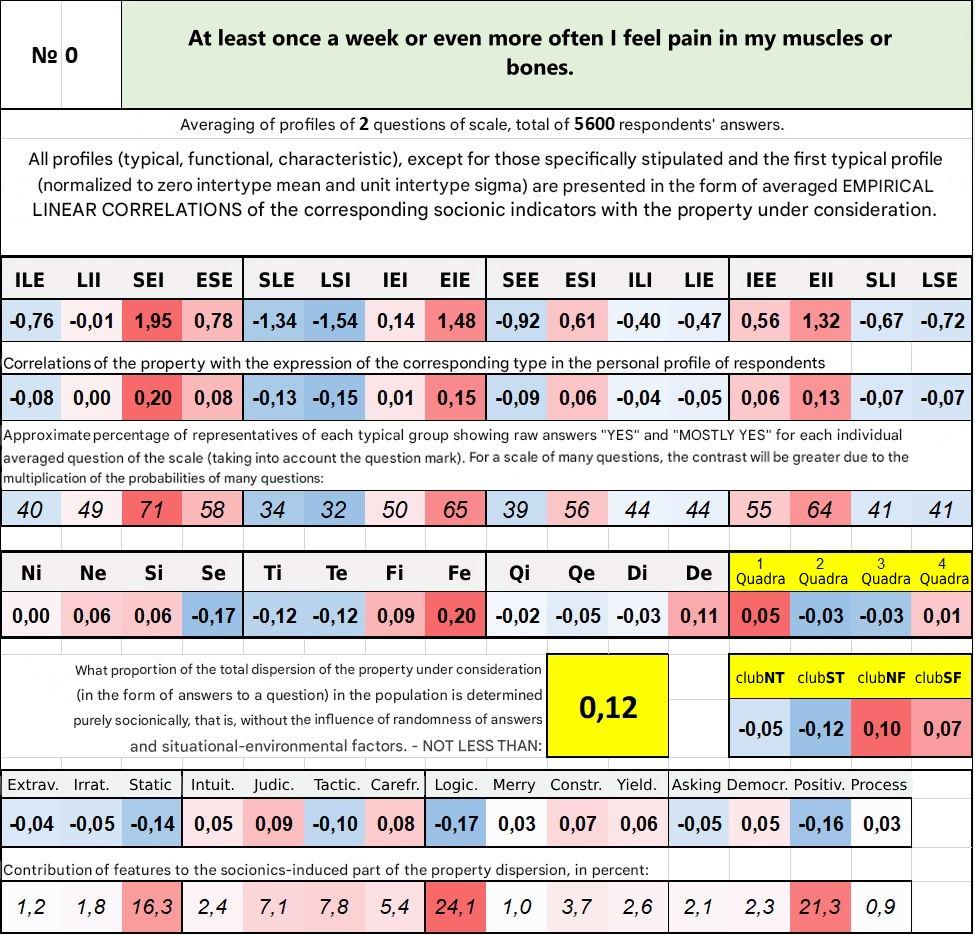 № 0
At least once a week or even more often I feel pain in my muscles or
bones.
Averaging of profiles of 2 questions of scale, total of 5600 respondents' answers.
All profiles (typical, functional, characteristic), except for those specifically stipulated and the first typical profile
(normalized to zero intertype mean and unit intertype sigma) are presented in the form of averaged EMPIRICAL
LINEAR CORRELATIONS of the corresponding socionic indicators with the property under consideration.
ILE LII SEI ESE SLE LSI IEI EIE SEE ESI ILI LIE IEE EII SLI LSE
-0,76 -0,01 1,95 0,78 -1,34 -1,54 0,14 1,48 -0,92 0,61 -0,40 -0,47 0,56 1,32 -0,67 -0,72
Correlations of the property with the expression of the corresponding type in the personal profile of respondents
-0,08 0,00 0,20 0,08 -0,13 -0,15 0,01 0,15 -0,09 0,06 -0,04 -0,05 0,06 0,13 -0,07 -0,07
Approximate percentage of representatives of each typical group showing raw answers "YES" and "MOSTLY YES" for each individual
averaged question of the scale (taking into account the question mark). For a scale of many questions, the contrast will be greater due to the
multiplication of the probabilities of many questions:
40 49 71 58 34 32 50 65 39 56 44 44 55 64 41 41
Ni Ne Si Se Ti Te Fi Fe Qi Qe Di De 1 Quadra 2 Quadra 3 Quadra 4 Quadra
0,00 0,06 0,06 -0,17 -0,12 -0,12 0,09 0,20 -0,02 -0,05 -0,03 0,11 0,05 -0,03 -0,03 0,01
What proportion of the total dispersion of the property under consideration
(in the form of answers to a question) in the population is determined
purely socionically, that is, without the influence of randomness of answers
and situational-environmental factors. - NOT LESS THAN:
0,12
clubNT clubST clubNF clubSF
-0,05 -0,12 0,10 0,07
Extrav. Irrat. Static Intuit. Judic. Tactic. Carefr. Logic. Merry Constr. Yield. Asking Democr. Positiv. Process
-0,04 -0,05 -0,14 0,05 0,09 -0,10 0,08 -0,17 0,03 0,07 0,06 -0,05 0,05 -0,16 0,03
Contribution of features to the socionics-induced part of the property dispersion, in percent:
1,2 1,8 16,3 2,4 7,1 7,8 5,4 24,1 1,0 3,7 2,6 2,1 2,3 21,3 0,9